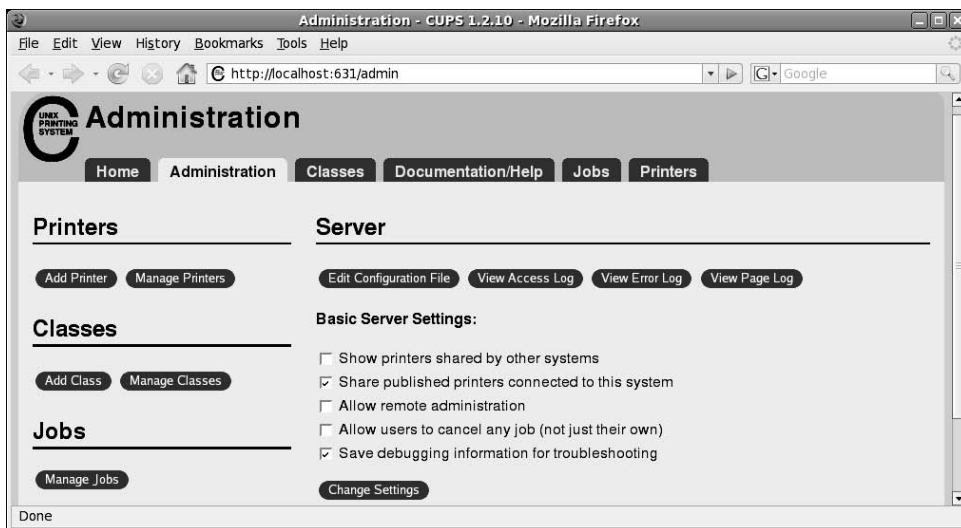 Administration - CUPS 1.2.10 - Mozilla Firefox
File Edit View History Bookmarks Tools Help
http://localhost:631/admin
G Google
UNIX PRINTING SYSTEM
Administration
Home Administration Classes Documentation/Help Jobs Printers
Printers
Add Printer Manage Printers
Classes
Add Class Manage Classes
Jobs
Manage Jobs
Server
Edit Configuration File View Access Log View Error Log View Page Log
Basic Server Settings:
Show printers shared by other systems
Share published printers connected to this system
Allow remote administration
Allow users to cancel any job (not just their own)
Save debugging information for troubleshooting
Change Settings
Done